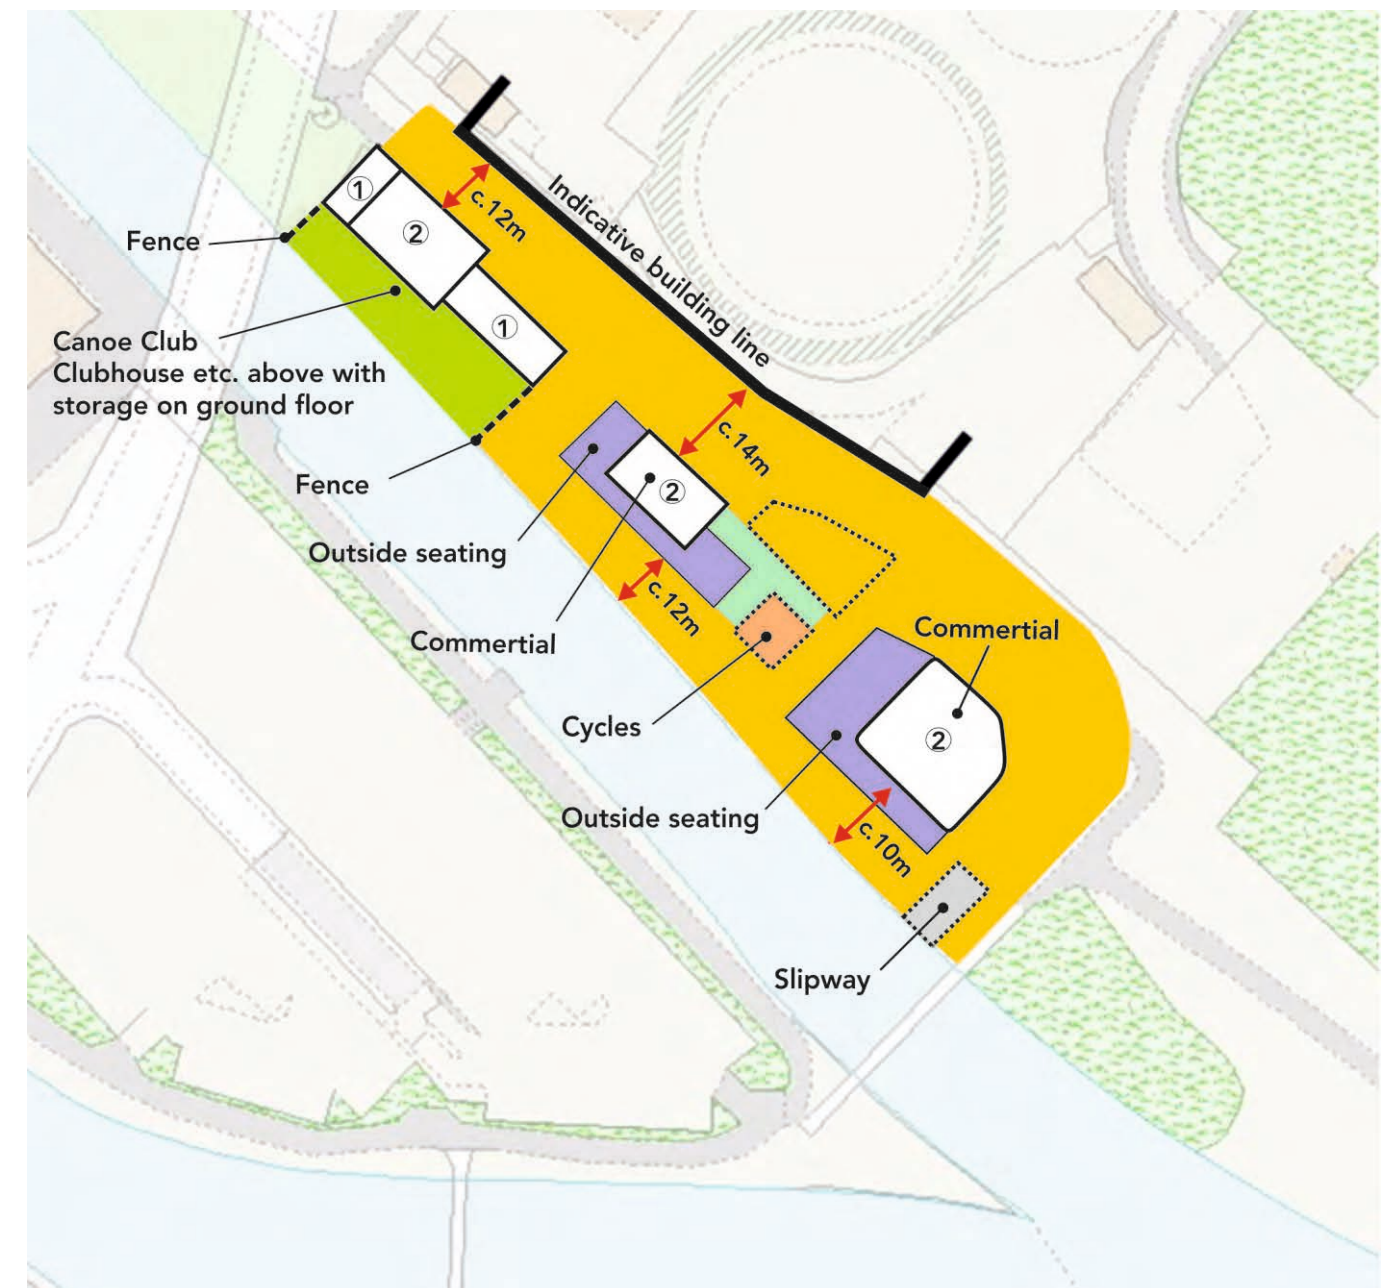 ①
②
c.12m
Indicative building line
Fence
①
Canoe Club
Clubhouse etc. above with
storage on ground floor
c.14m
Fence
②
Outside seating
c.12m
Commertial
Commertial
Cycles
②
Outside seating
c.10m
Slipway